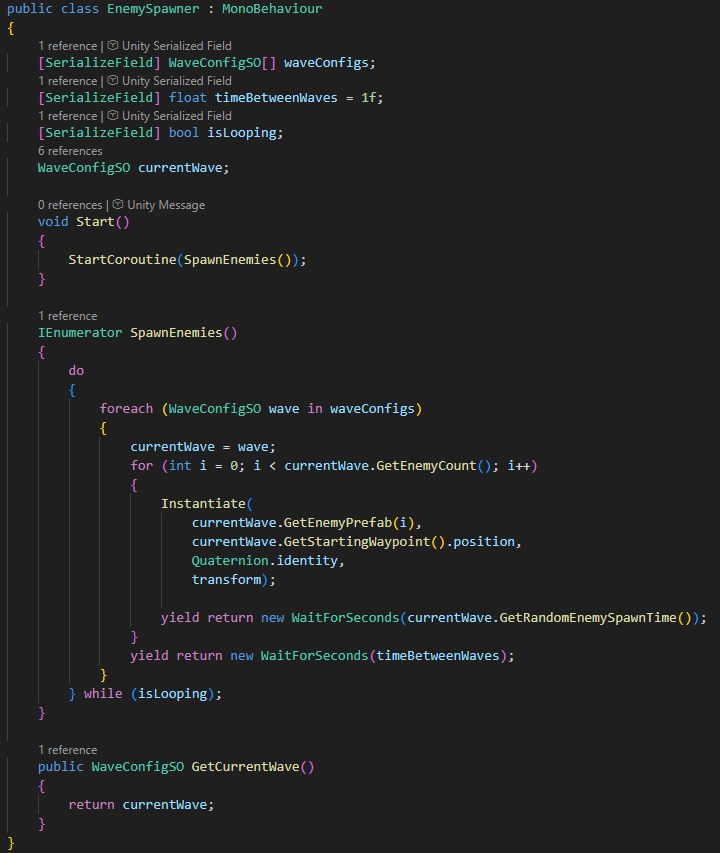 public class EnemySpawner : MonoBehaviour
{
1 reference | Unity Serialized Field
[SerializeField] WaveConfigSO[] waveConfigs;
1 reference | Unity Serialized Field
[SerializeField] float timeBetweenWaves = 1f;
1 reference | Unity Serialized Field
[SerializeField] bool isLooping;
6 references
WaveConfigSO currentWave;
0 references | Unity Message
void Start()
{
StartCoroutine(SpawnEnemies());
}
1 reference
IEnumerator SpawnEnemies()
{
do
{
foreach (WaveConfigSO wave in waveConfigs)
{
currentWave = wave;
for (int i = 0; i < currentWave.GetEnemyCount(); i++)
{
Instantiate(
currentWave.GetEnemyPrefab(i),
currentWave.GetStartingWaypoint().position,
Quaternion.identity,
transform);
yield return new WaitForSeconds(currentWave.GetRandomEnemySpawnTime());
}
yield return new WaitForSeconds(timeBetweenWaves);
}
} while (isLooping);
}
1 reference
public WaveConfigSO GetCurrentWave()
{
return currentWave;
}
}